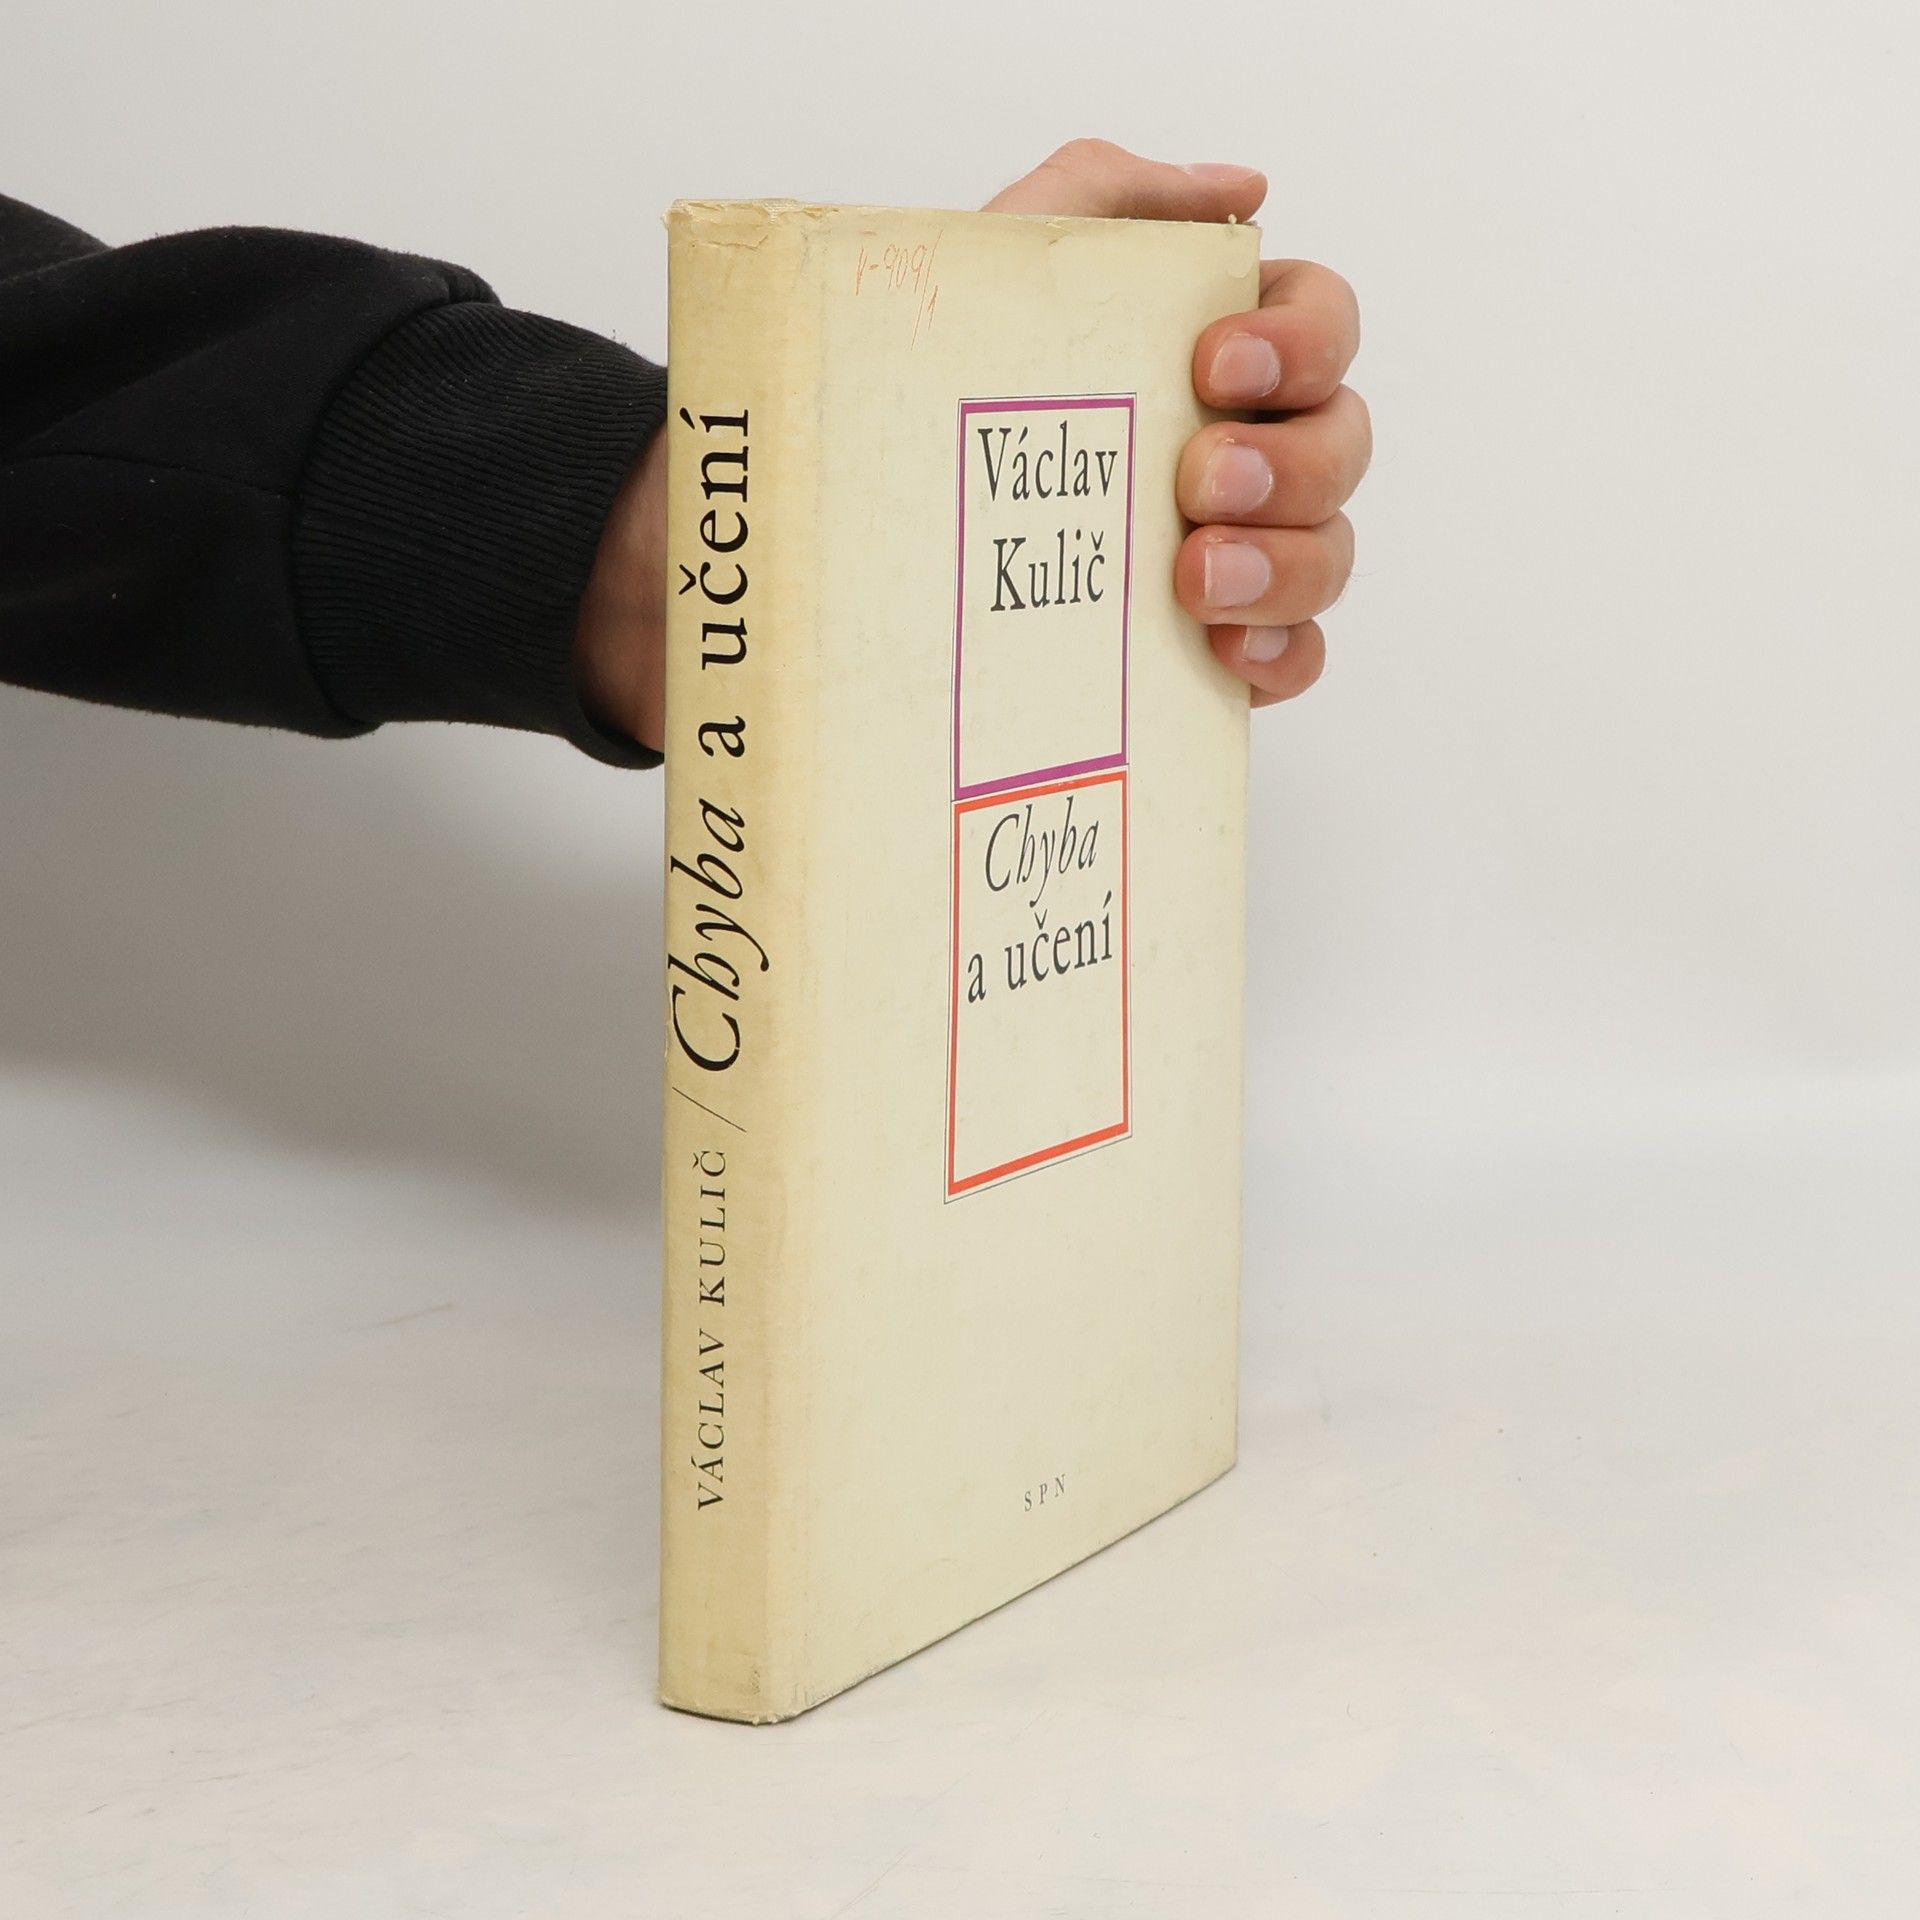 VÁCLAV KULIČ / Chyba a učení
V-909/1
Václav
Kulič
Chyba
a učení
SPN